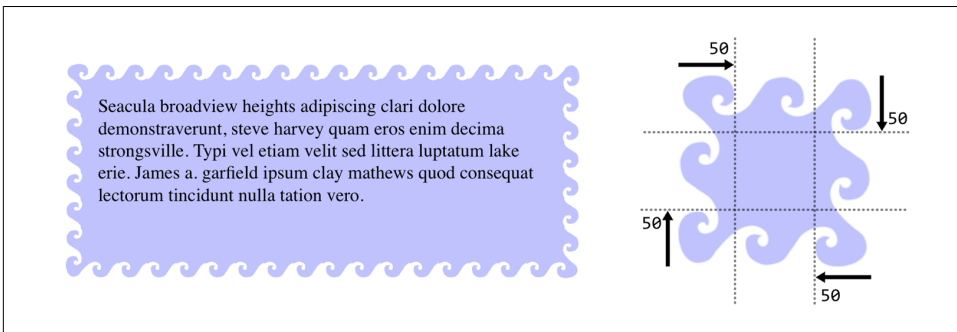 Seacula broadview heights adipiscing clari dolore
demonstraverunt, steve harvey quam eros enim decima
strongsville. Typi vel etiam velit sed littera luptatum lake
erie. James a. garfield ipsum clay mathews quod consequat
lectorum tincidunt nulla tation vero.
50
50
50
50